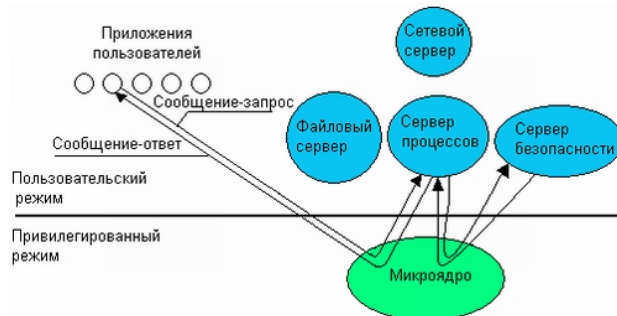 Приложения
пользователей
Сетевой
сервер
Сообщение-запрос
Сообщение-ответ
Файловый
сервер
Сервер
процессов
Сервер
безопасности
Пользовательский
режим
Привилегированный
режим
Микроядро